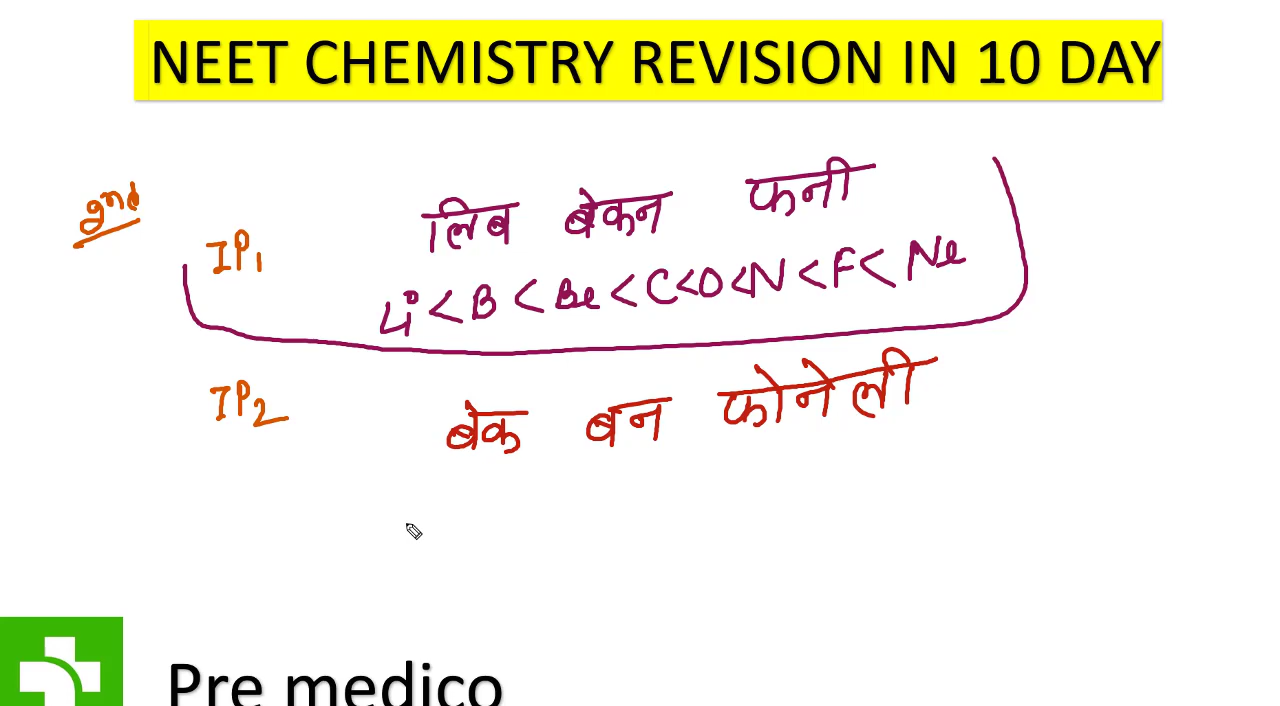 NEET CHEMISTRY REVISION IN 10 DAY
2nd
IP1
लिब बेकन फनी
Li < B < Be < C < O < N < F < Ne
IP2
बेक बन फोनेली
Pre medico